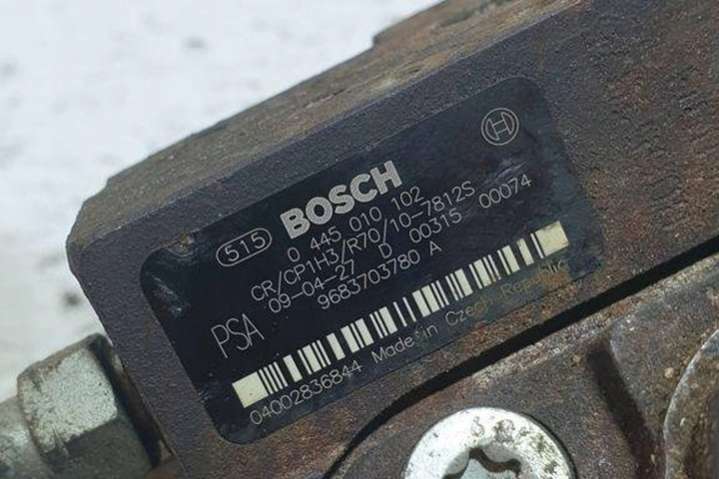 515 BOSCH
0 445 010 102
CR/CP1H3/R70/10-7812S
09-04-27 D 00315 00074
PSA 9683703780 A
04002836844 Made in Czech Republic